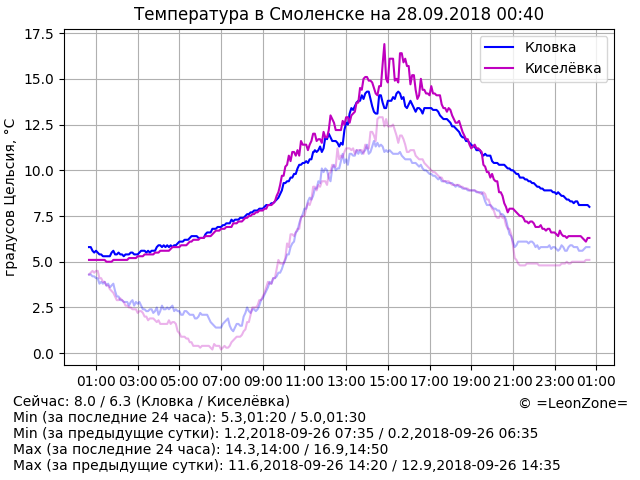 Температура в Смоленске на 28.09.2018 00:40
Кловка
Киселёвка
градусов Цельсия, °C
17.5
15.0
12.5
10.0
7.5
5.0
2.5
0.0
01:00 03:00 05:00 07:00 09:00 11:00 13:00 15:00 17:00 19:00 21:00 23:00 01:00
Сейчас: 8.0 / 6.3 (Кловка / Киселёвка)
© =LeonZone=
Min (за последние 24 часа): 5.3,01:20 / 5.0,01:30
Min (за предыдущие сутки): 1.2,2018-09-26 07:35 / 0.2,2018-09-26 06:35
Max (за последние 24 часа): 14.3,14:00 / 16.9,14:50
Max (за предыдущие сутки): 11.6,2018-09-26 14:20 / 12.9,2018-09-26 14:35